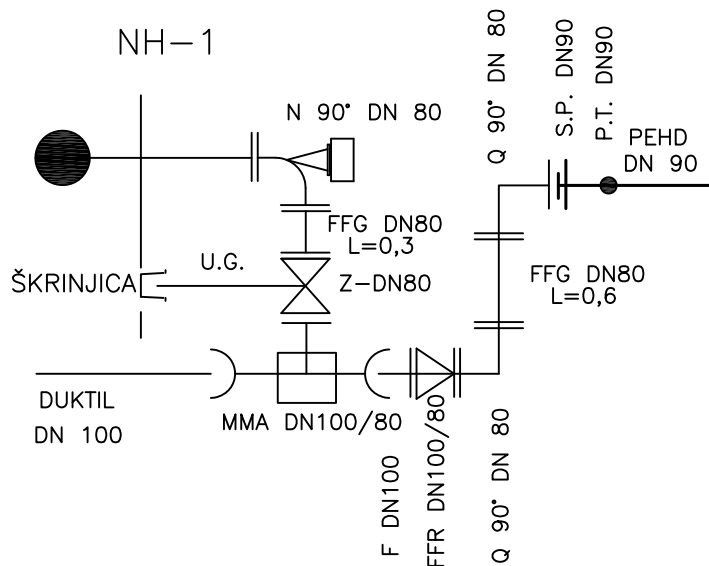 NH-1
N 90° DN 80
Q 90° DN 80
S.P. DN90
P.T. DN90
PEHD
DN 90
FFG DN80
L=0,3
ŠKRINJICA
U.G.
Z-DN80
FFG DN80
L=0,6
DUKTIL
DN 100
MMA DN100/80
F DN100
FFR DN100/80
Q 90° DN 80